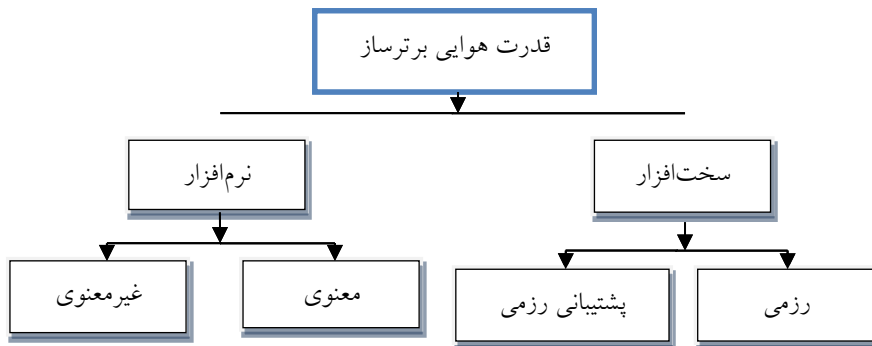 قدرت هوایی برترساز
سخت‌افزار
نرم‌افزار
رزمی
پشتیبانی رزمی
معنوی
غیرمعنوی